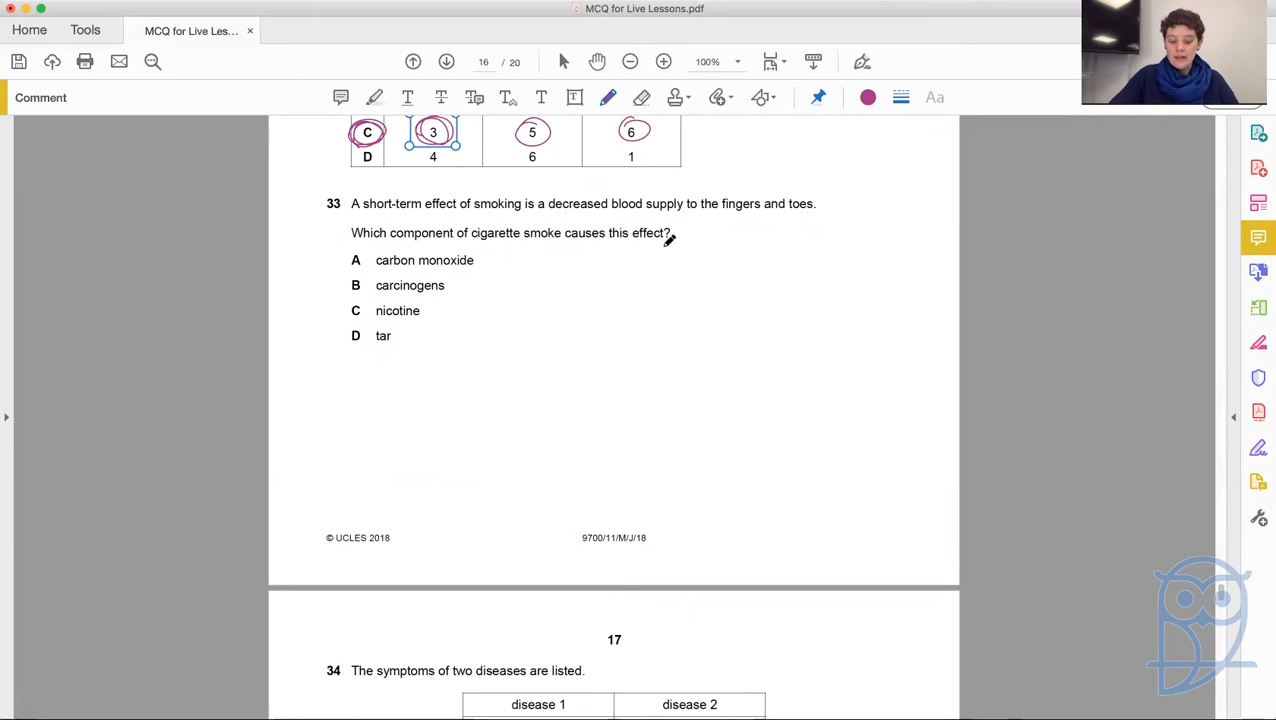 MCQ for Live Lessons.pdf
Home Tools MCQ for Live Les... ×
16 / 20 100%
Comment
Aa
C 3 5 6
D 4 6 1
33 A short-term effect of smoking is a decreased blood supply to the fingers and toes.
Which component of cigarette smoke causes this effect?
A carbon monoxide
B carcinogens
C nicotine
D tar
© UCLES 2018 9700/11/M/J/18
17
34 The symptoms of two diseases are listed.
disease 1 disease 2